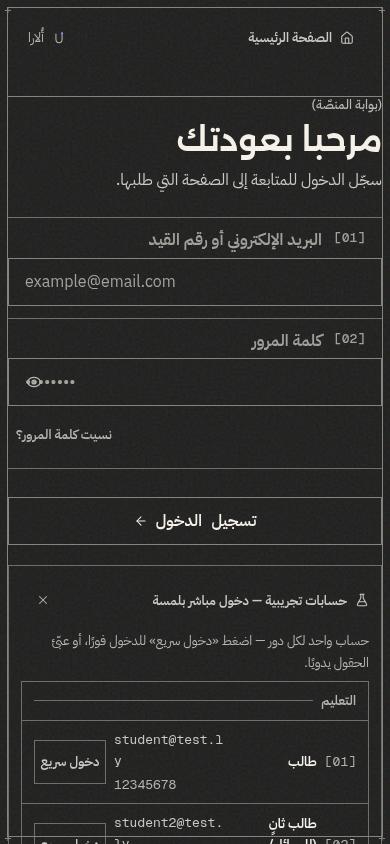 الصفحة الرئيسية
ألارا
(بوابة المنصّة)
مرحبا بعودتك
سجّل الدخول للمتابعة إلى الصفحة التي طلبها.
[01] البريد الإلكتروني أو رقم القيد
example@email.com
[02] كلمة المرور
نسيت كلمة المرور؟
تسجيل الدخول ←
حسابات تجريبية — دخول مباشر بلمسة ×
حساب واحد لكل دور — اضغط «دخول سريع» للدخول فورًا، أو عبّئ
الحقول يدويًا.
التعليم
[01] طالب
student@test.l
y
12345678
دخول سريع
طالب ثانٍ
student2@test.